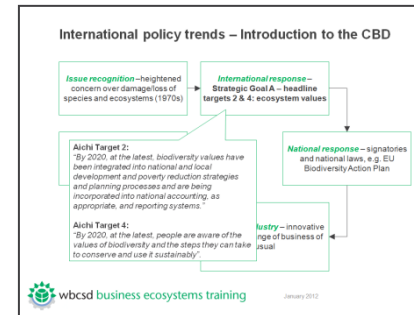 International policy trends – Introduction to the CBD
Issue recognition –heightened
concern over damage/loss of
species and ecosystems (1970s)
International response –
Strategic Goal A – headline
targets 2 & 4: ecosystem values
Aichi Target 2:
"By 2020, at the latest, biodiversity values have
been integrated into national and local
development and poverty reduction strategies
and planning processes and are being
incorporated into national accounting, as
appropriate, and reporting systems."
Aichi Target 4:
"By 2020, at the latest, people are aware of the
values of biodiversity and the steps they can take
to conserve and use it sustainably".
National response – signatories
and national laws, e.g. EU
Biodiversity Action Plan
dustry – innovative
nge of business of
usual
wbcsd business ecosystems training
January 2012